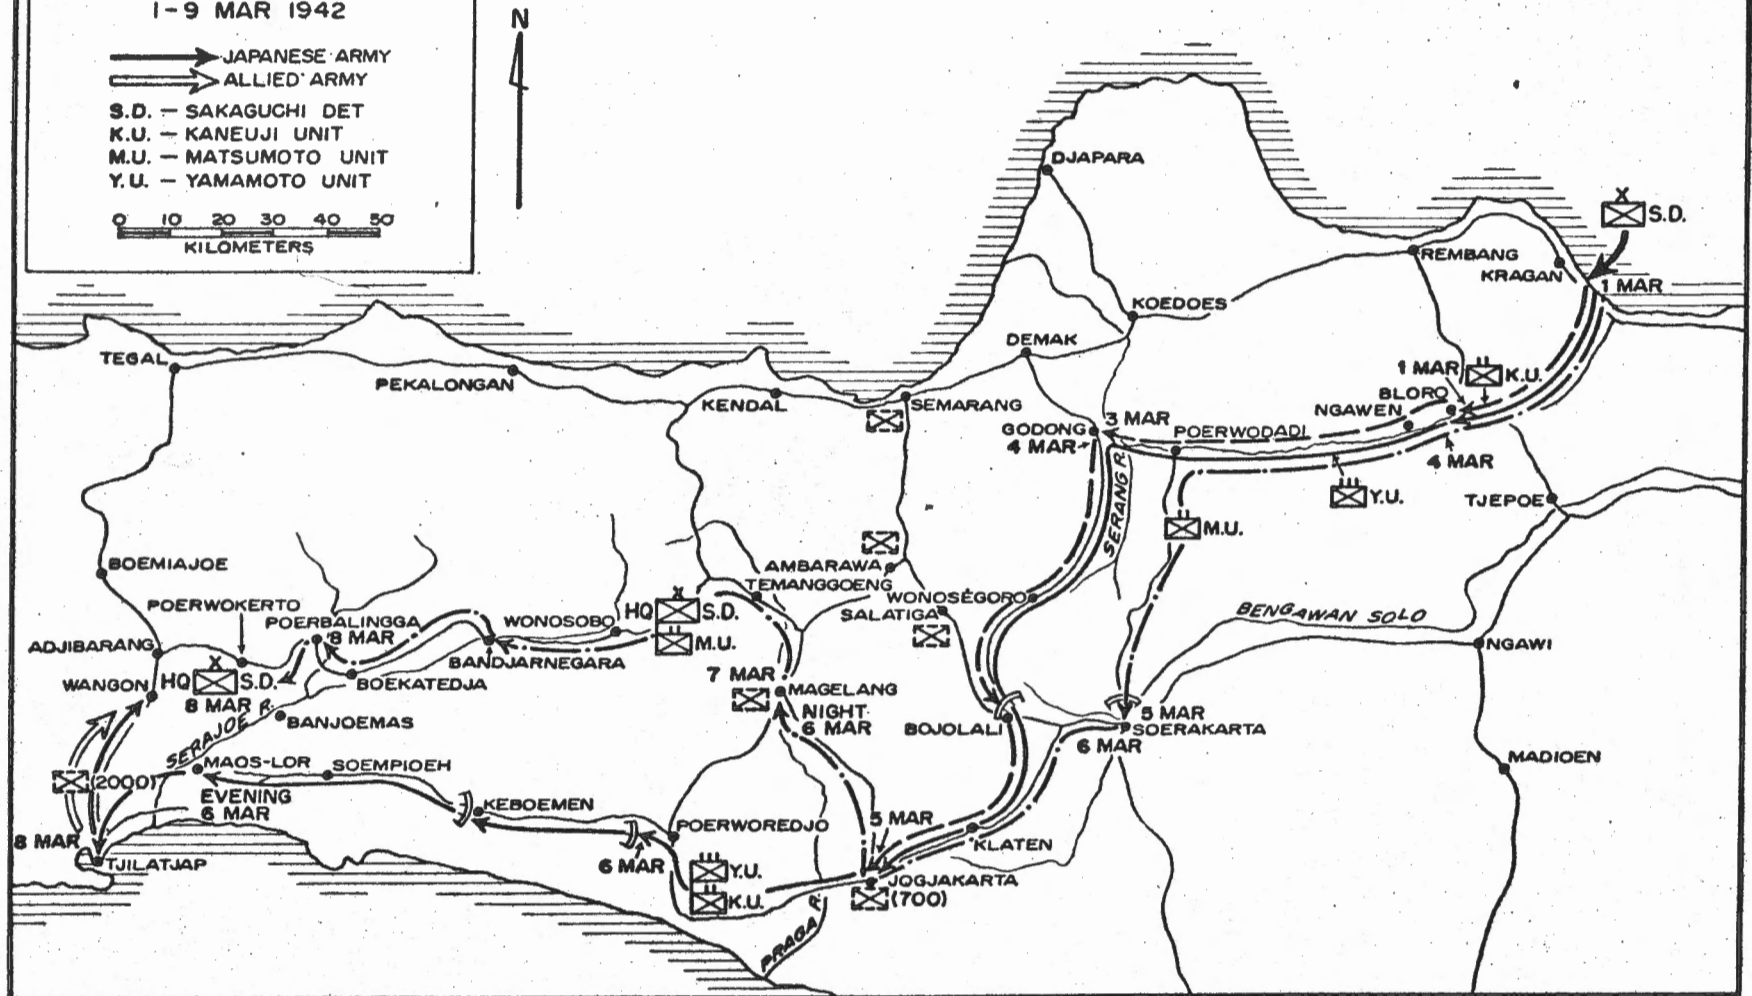 1-9 MAR 1942
JAPANESE ARMY
ALLIED ARMY
S.D. — SAKAGUCHI DET
K.U. — KANEUJI UNIT
M.U. — MATSUMOTO UNIT
Y.U. — YAMAMOTO UNIT
0 10 20 30 40 50
KILOMETERS
N
DJAPARA
X
S.D.
REMBANG
KRAGAN
1 MAR
KOEDOES
DEMAK
TEGAL
PEKALONGAN
KENDAL
SEMARANG
1 MAR
K.U.
BLORO
NGAWEN
GODONG
3 MAR
4 MAR
POERWODADI
4 MAR
Y.U.
TJEPOE
SERANG R.
M.U.
BOEMIAJOE
AMBARAWA
TEMANGGOENG
WONOSEGORO
SALATIGA
BENGAWAN SOLO
NGAWI
POERWOKERTO
POERBALINGGA
8 MAR
WONOSOBO
X
HQ S.D.
M.U.
ADJIBARANG
BANDJARNEGARA
WANGON
X
HQ S.D.
8 MAR
BOEKATEDJA
7 MAR
MAGELANG
NIGHT
6 MAR
BOJOLALI
5 MAR
SOERAKARTA
6 MAR
MADIOEN
SERAJOE R.
BANJOEMAS
(2000)
MAOS-LOR
SOEMPIOEH
EVENING
6 MAR
KEBOEMEN
POERWOREDJO
5 MAR
KLATEN
8 MAR
TJILATJAP
6 MAR
Y.U.
K.U.
JOGJAKARTA
(700)
PRAGA R.